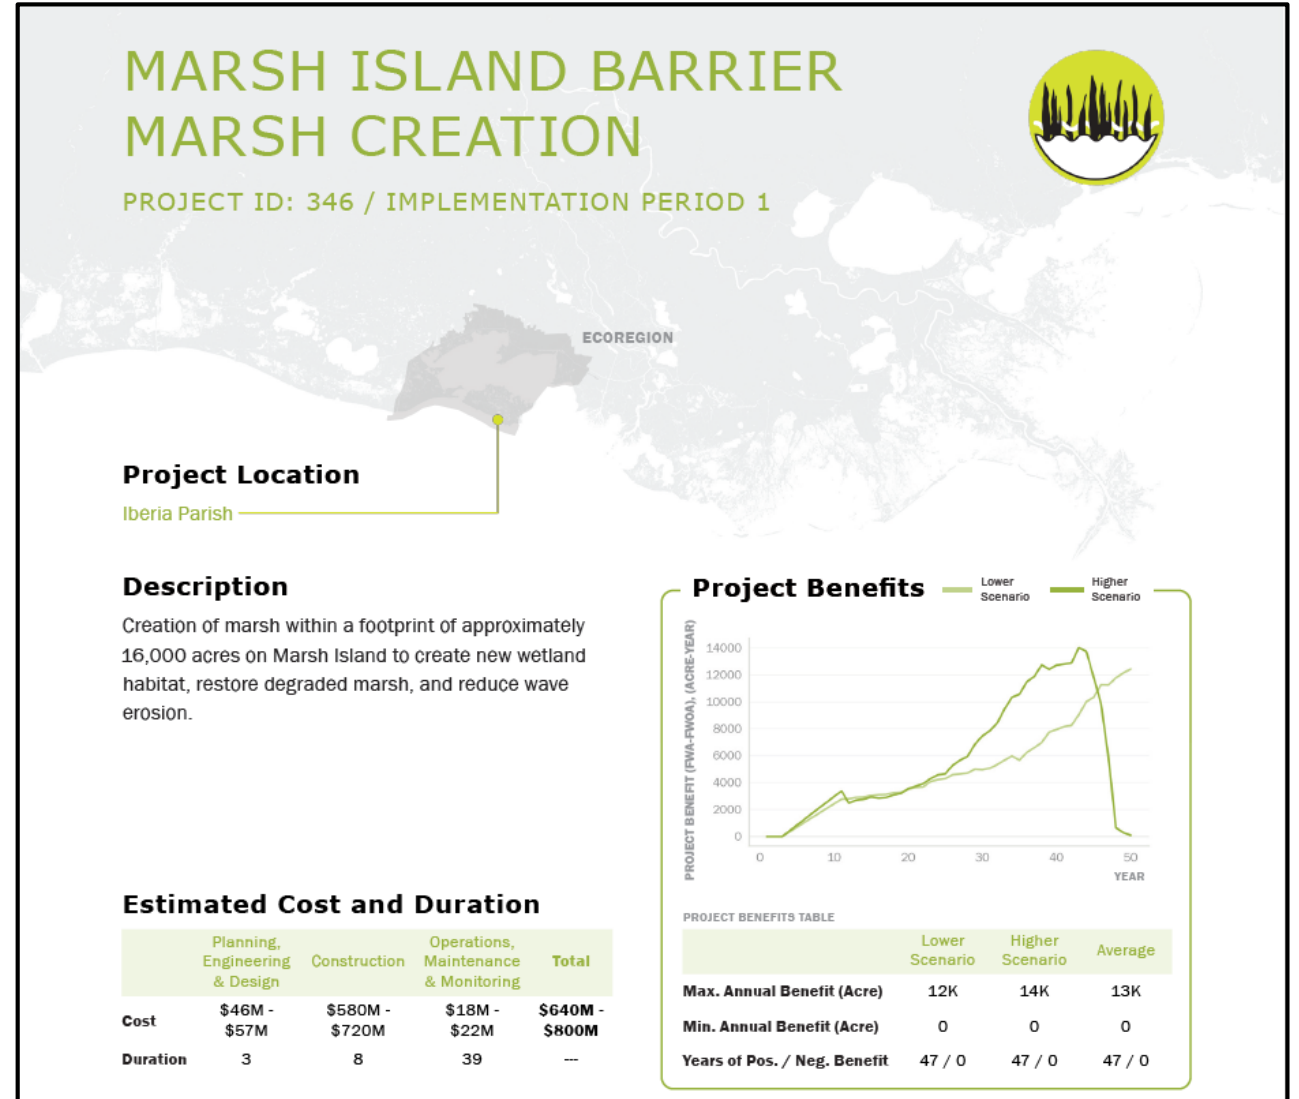 MARSH ISLAND BARRIER
MARSH CREATION
PROJECT ID: 346 / IMPLEMENTATION PERIOD 1
ECOREGION
Project Location
Iberia Parish
Description
Creation of marsh within a footprint of approximately
16,000 acres on Marsh Island to create new wetland
habitat, restore degraded marsh, and reduce wave
erosion.
Estimated Cost and Duration
Planning, Engineering & Design Construction Operations, Maintenance & Monitoring Total
Cost $46M - $57M $580M - $720M $18M - $22M $640M - $800M
Duration 3 8 39 ---
Project Benefits
Lower Scenario
Higher Scenario
PROJECT BENEFIT (FWA-FWOA), (ACRE-YEAR)
14000
12000
10000
8000
6000
4000
2000
0
0 10 20 30 40 50
YEAR
PROJECT BENEFITS TABLE
Lower Scenario Higher Scenario Average
Max. Annual Benefit (Acre) 12K 14K 13K
Min. Annual Benefit (Acre) 0 0 0
Years of Pos. / Neg. Benefit 47 / 0 47 / 0 47 / 0